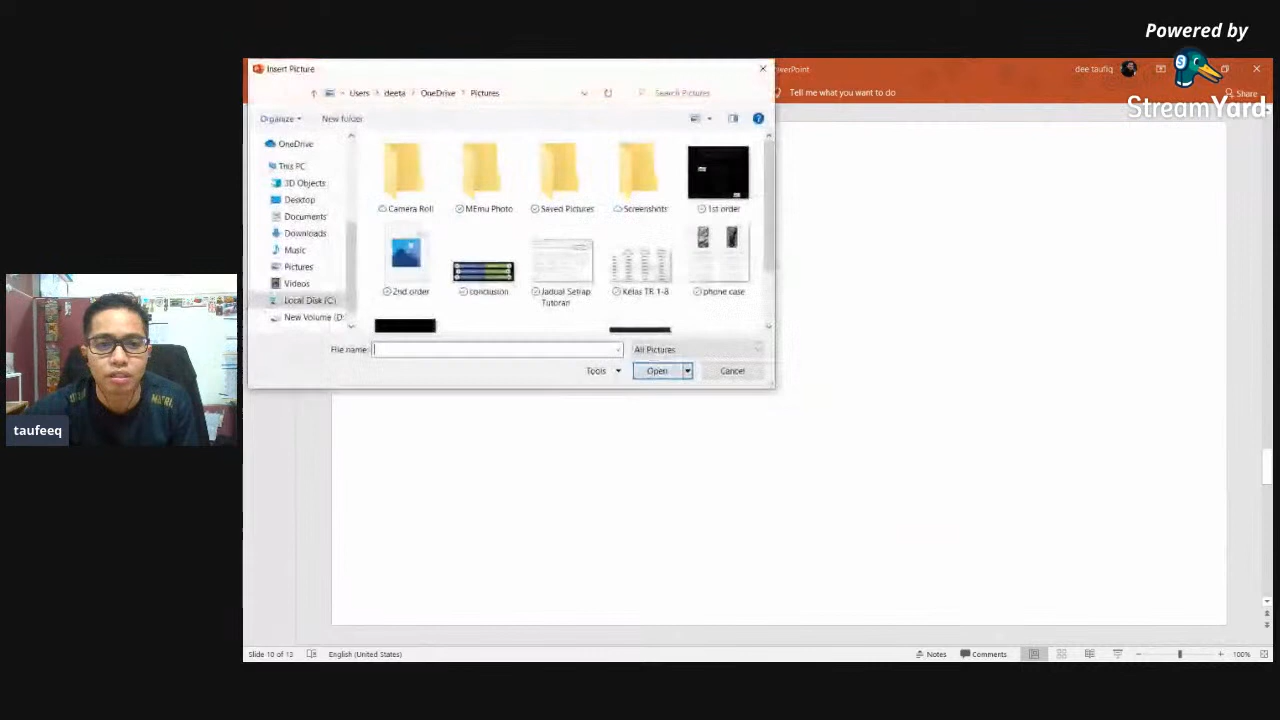 Powered by
StreamYard
Insert Picture
PowerPoint
dee taufiq
Users
deeta
OneDrive
Pictures
Search Pictures
Tell me what you want to do
Share
Organize
New folder
OneDrive
This PC
3D Objects
Desktop
Documents
Downloads
Music
Pictures
Videos
Local Disk (C:)
New Volume (D:
Camera Roll
MEmu Photo
Saved Pictures
Screenshots
1st order
2nd order
conclusion
Jadual Setiap
Kelas TR 1-8
phone case
File name:
All Pictures
Tools
Open
Cancel
taufeeq
Slide 10 of 13
English (United States)
Notes
Comments
100%